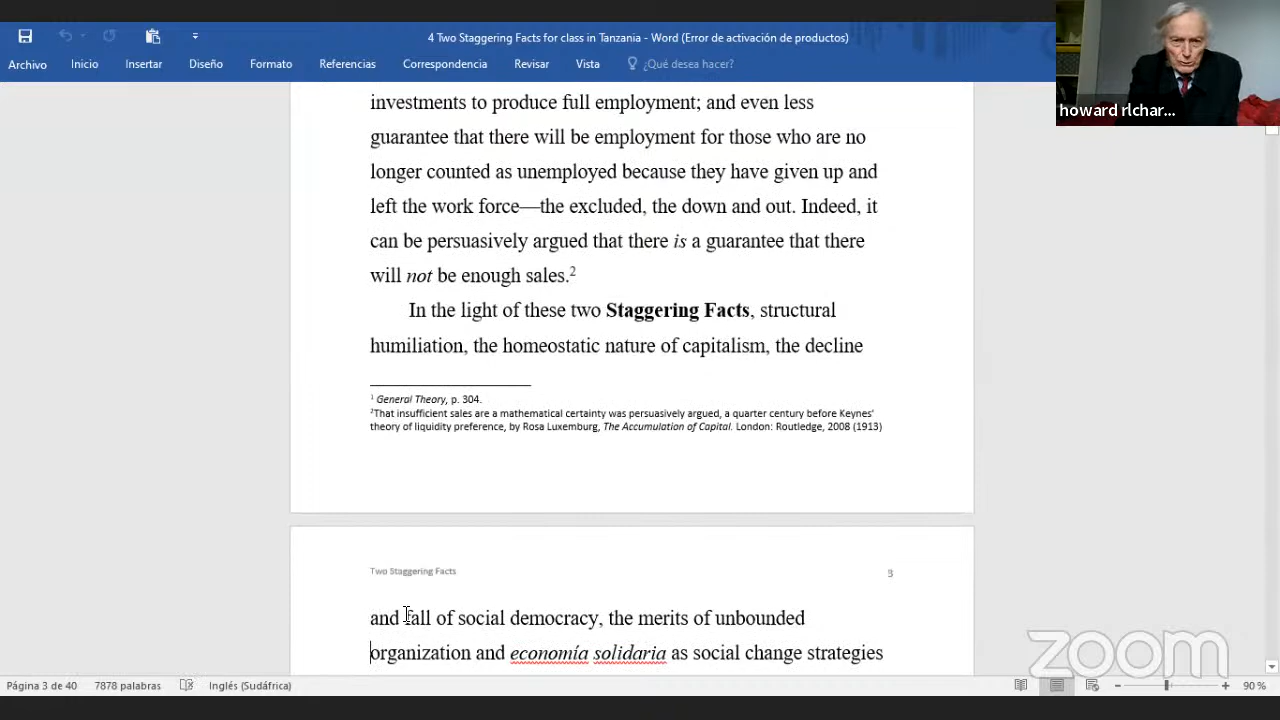 4 Two Staggering Facts for class in Tanzania - Word (Error de activación de productos)
Archivo Inicio Insertar Diseño Formato Referencias Correspondencia Revisar Vista ¿Qué desea hacer?
howard rlchar...
investments to produce full employment; and even less
guarantee that there will be employment for those who are no
longer counted as unemployed because they have given up and
left the work force—the excluded, the down and out. Indeed, it
can be persuasively argued that there is a guarantee that there
will not be enough sales.2
In the light of these two Staggering Facts, structural
humiliation, the homeostatic nature of capitalism, the decline
1 General Theory, p. 304.
2That insufficient sales are a mathematical certainty was persuasively argued, a quarter century before Keynes'
theory of liquidity preference, by Rosa Luxemburg, The Accumulation of Capital. London: Routledge, 2008 (1913)
Two Staggering Facts 3
and fall of social democracy, the merits of unbounded
organization and economía solidaria as social change strategies
zoom
Página 3 de 40 7878 palabras Inglés (Sudáfrica) 90 %